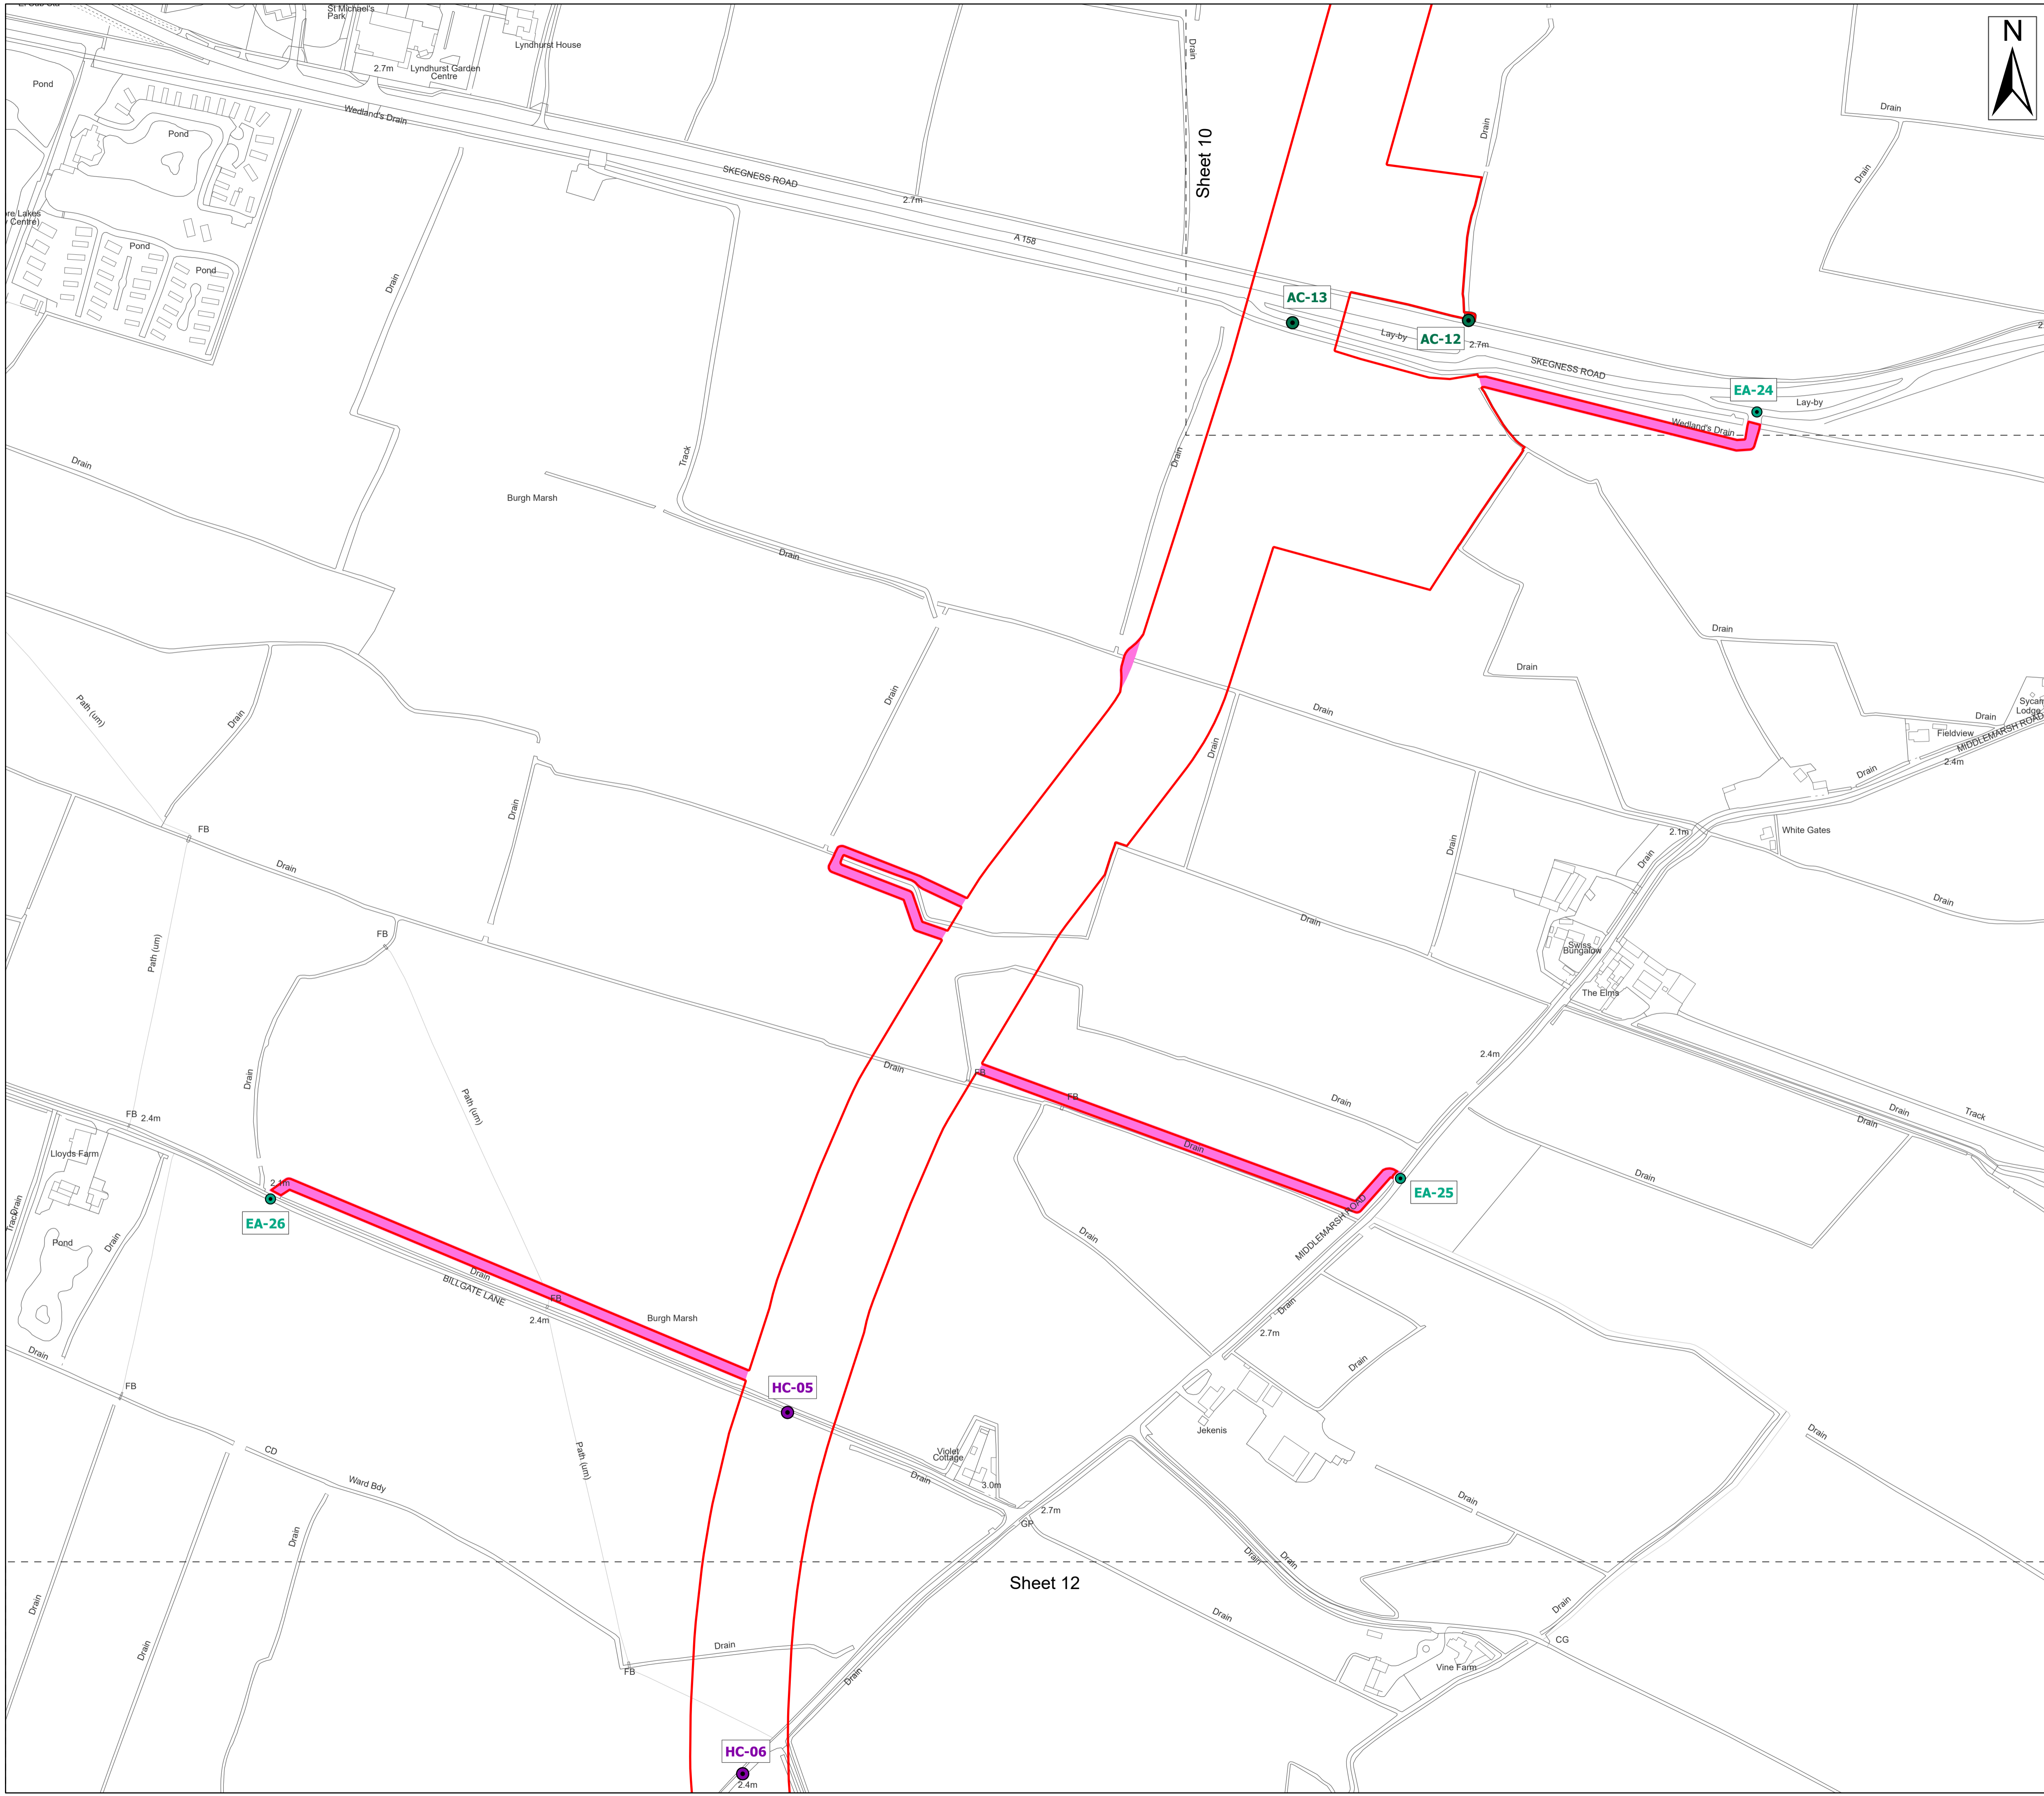 St Michael's
Park
Lyndhurst House
N
Drain
Pond
2.7m
Lyndhurst Garden
Centre
Drain
Wedland's Drain
Drain
Pond
Sheet 10
SKEGNESS ROAD
Drain
2.7m
A 158
Pond
Pond
Drain
AC-13
Lay-by
AC-12
2.7m
SKEGNESS ROAD
EA-24
Lay-by
Wedland's Drain
Drain
Track
Drain
Burgh Marsh
Drain
Drain
Drain
Path (um)
Drain
Drain
Drain
Drain
Drain
Lodge
Fieldview
MIDDLEMARSH ROAD
2.4m
Drain
Drain
FB
Drain
2.1m
White Gates
Drain
Drain
Drain
Drain
FB
Path (um)
Drain
Swiss
Bungalow
The Elms
2.4m
Drain
FB
FB
Drain
Drain
Path (um)
Drain
Track
Drain
FB
2.4m
Lloyds Farm
Drain
Drain
2.1m
EA-26
EA-25
MIDDLEMARSH ROAD
Drain
Track
Pond
Drain
Drain
Drain
BILLGATE LANE
FB
2.4m
Burgh Marsh
Drain
2.7m
Drain
Drain
FB
HC-05
Jekenis
Drain
CD
Ward Bdy
Path (um)
Violet
Cottage
Drain
3.0m
2.7m
GP
Drain
Drain
Drain
Drain
Sheet 12
Drain
Drain
Drain
Drain
Drain
CG
FB
Drain
Vine Farm
HC-06
2.4m